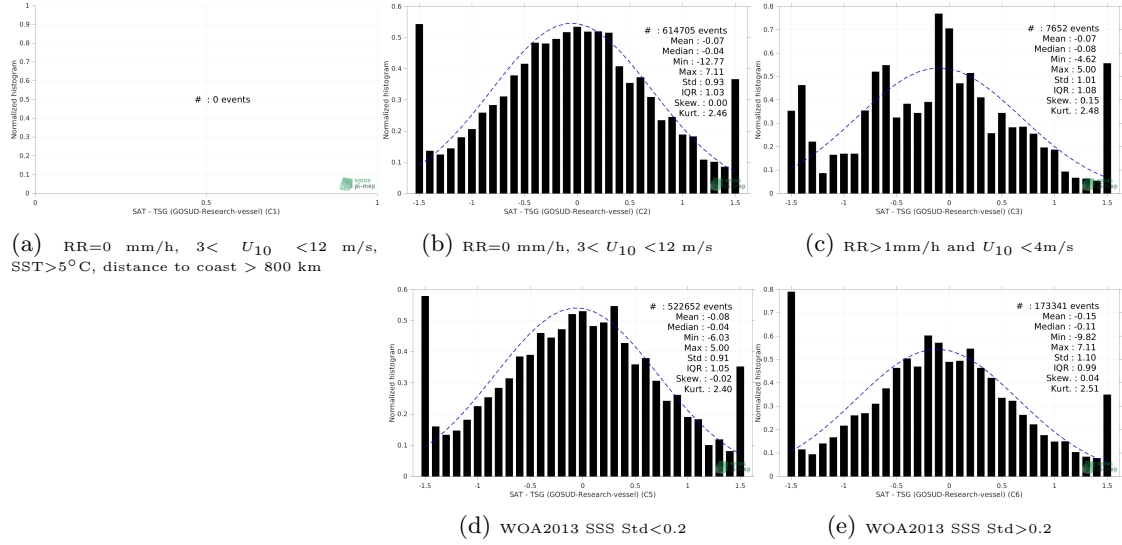 1
0.9
0.8
0.7
0.6
0.5
0.4
0.3
0.2
0.1
0
Normalized histogram
# : 0 events
0 0.5 1
SAT - TSG (GOSUD-Research-vessel) (C1)
smos
pi-mep
(a) RR=0 mm/h, 3< U10 <12 m/s,
SST>5°C, distance to coast > 800 km
0.6
0.5
0.4
0.3
0.2
0.1
0
Normalized histogram
# : 614705 events
Mean : -0.07
Median : -0.04
Min : -12.77
Max : 7.11
Std : 0.93
IQR : 1.03
Skew. : 0.00
Kurt. : 2.46
-1.5 -1 -0.5 0 0.5 1 1.5
SAT - TSG (GOSUD-Research-vessel) (C2)
(b) RR=0 mm/h, 3< U10 <12 m/s
0.8
0.7
0.6
0.5
0.4
0.3
0.2
0.1
0
Normalized histogram
# : 7652 events
Mean : -0.07
Median : -0.08
Min : -4.62
Max : 5.00
Std : 1.01
IQR : 1.08
Skew. : 0.15
Kurt. : 2.48
-1.5 -1 -0.5 0 0.5 1 1.5
SAT - TSG (GOSUD-Research-vessel) (C3)
(c) RR>1mm/h and U10 <4m/s
0.6
0.5
0.4
0.3
0.2
0.1
0
Normalized histogram
# : 522652 events
Mean : -0.08
Median : -0.04
Min : -6.03
Max : 5.00
Std : 0.91
IQR : 1.05
Skew. : -0.02
Kurt. : 2.40
-1.5 -1 -0.5 0 0.5 1 1.5
SAT - TSG (GOSUD-Research-vessel) (C5)
(d) WOA2013 SSS Std<0.2
0.8
0.7
0.6
0.5
0.4
0.3
0.2
0.1
0
Normalized histogram
# : 173341 events
Mean : -0.15
Median : -0.11
Min : -9.82
Max : 7.11
Std : 1.10
IQR : 0.99
Skew. : 0.04
Kurt. : 2.51
-1.5 -1 -0.5 0 0.5 1 1.5
SAT - TSG (GOSUD-Research-vessel) (C6)
(e) WOA2013 SSS Std>0.2